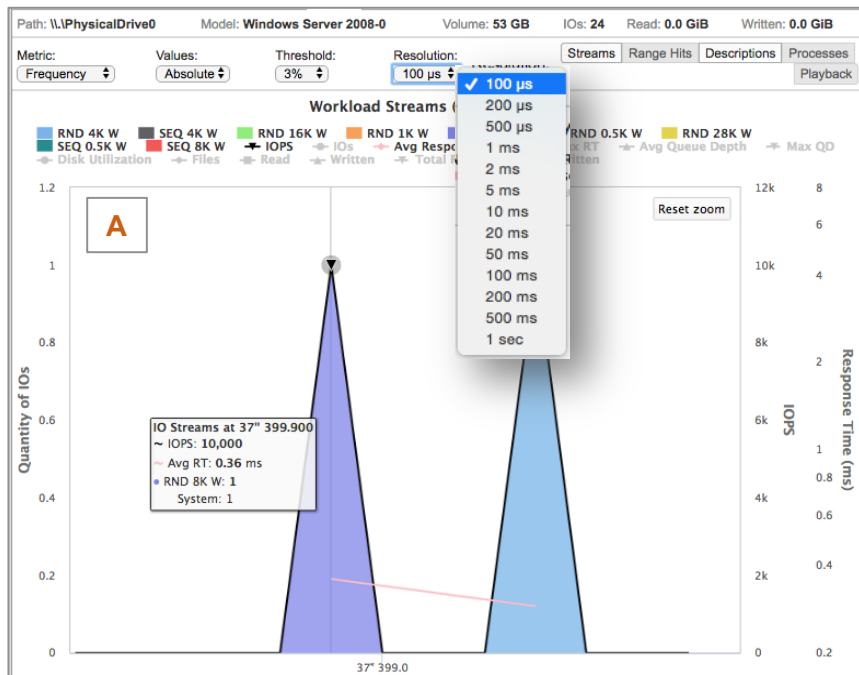 Path: \\.\PhysicalDrive0 Model: Windows Server 2008-0 Volume: 53 GB IOs: 24 Read: 0.0 GiB Written: 0.0 GiB
Metric: Values: Threshold: Resolution: Streams Range Hits Descriptions Processes
Frequency Absolute 3% 100 µs Playback
100 µs
200 µs
500 µs
1 ms
2 ms
5 ms
10 ms
20 ms
50 ms
100 ms
200 ms
500 ms
1 sec
Workload Streams (
RND 4K W SEQ 4K W RND 16K W RND 1K W RND 0.5K W RND 28K W
SEQ 0.5K W SEQ 8K W IOPS IOs Avg Resp RT Avg Queue Depth Max QD
Disk Utilization Files Read Written Total
A
Reset zoom
1.2 12k 8
6
1 10k 4
0.8 8k
2
0.6 6k
1
0.8
0.4 4k
0.6
0.4
0.2 2k
0 0 0.2
Quantity of IOs
IOPS
Response Time (ms)
IO Streams at 37" 399.900
IOPS: 10,000
Avg RT: 0.36 ms
RND 8K W: 1
System: 1
37" 399.0